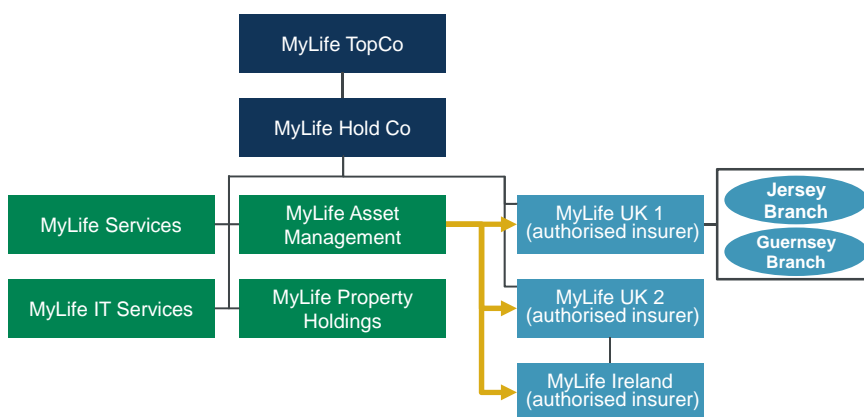 MyLife TopCo
MyLife Hold Co
MyLife Services
MyLife Asset
Management
MyLife UK 1
(authorised insurer)
Jersey
Branch
Guernsey
Branch
MyLife IT Services
MyLife Property
Holdings
MyLife UK 2
(authorised insurer)
MyLife Ireland
(authorised insurer)